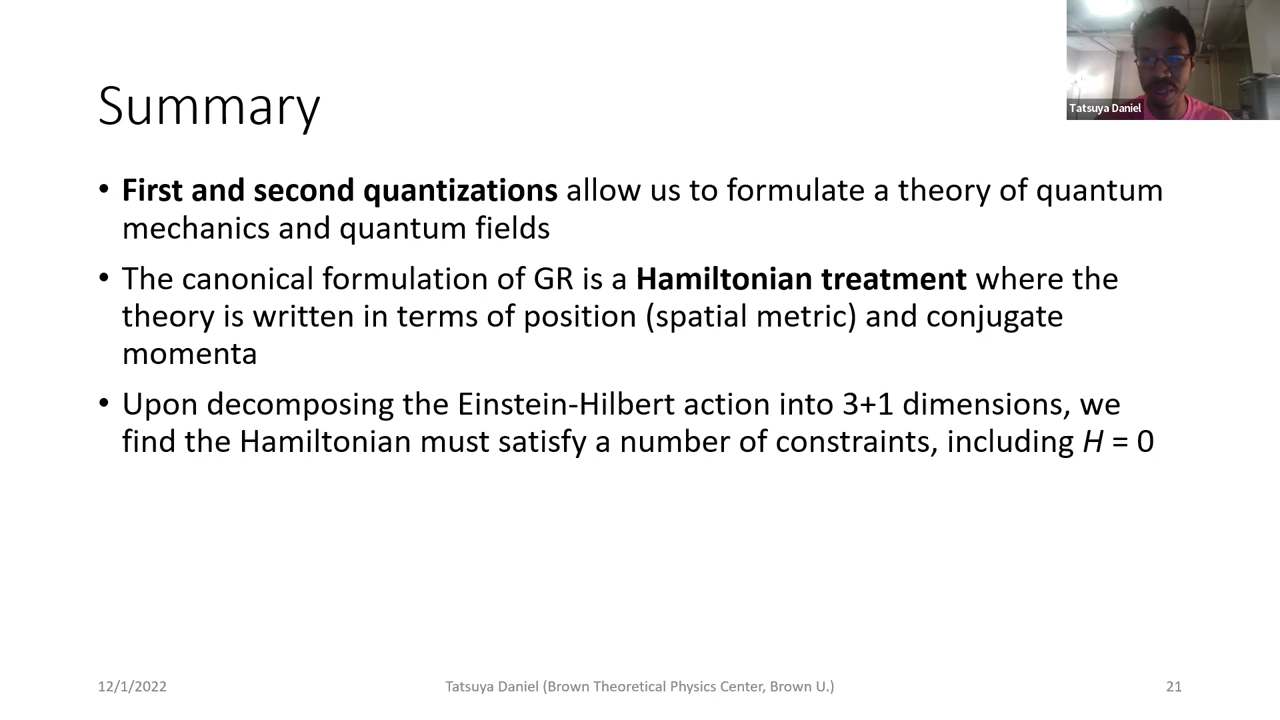 Tatsuya Daniel
Summary
• First and second quantizations allow us to formulate a theory of quantum
mechanics and quantum fields
• The canonical formulation of GR is a Hamiltonian treatment where the
theory is written in terms of position (spatial metric) and conjugate
momenta
• Upon decomposing the Einstein-Hilbert action into 3+1 dimensions, we
find the Hamiltonian must satisfy a number of constraints, including H = 0
12/1/2022
Tatsuya Daniel (Brown Theoretical Physics Center, Brown U.)
21